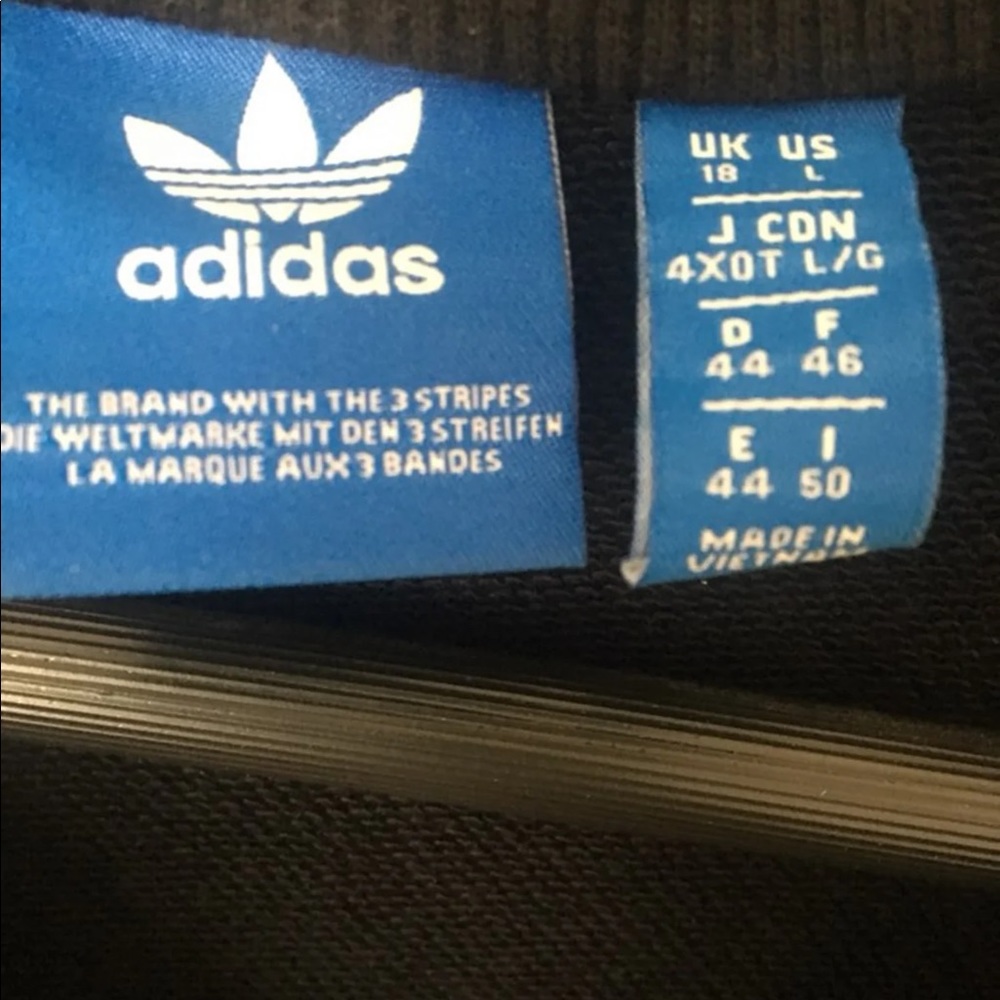 adidas
THE BRAND WITH THE 3 STRIPES
DIE WELTMARKE MIT DEN 3 STREIFEN
LA MARQUE AUX 3 BANDES
UK US
18 L
J CDN
4XOT L/G
D F
44 46
E I
44 50
MADE IN
VIETNAM